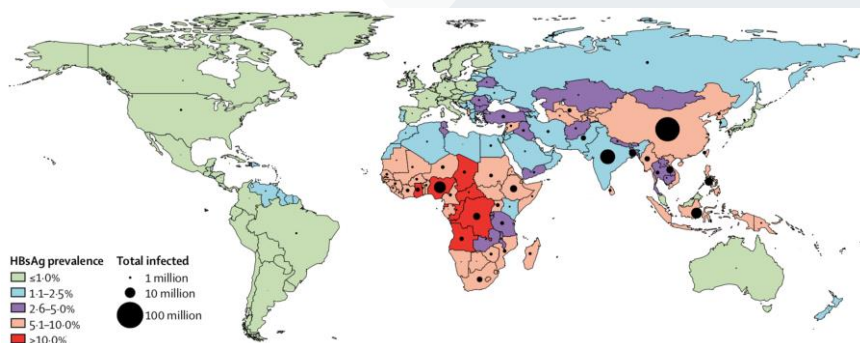 HBsAg prevalence
≤1·0%
1·1–2·5%
2·6–5·0%
5·1–10·0%
>10·0%
Total infected
1 million
10 million
100 million